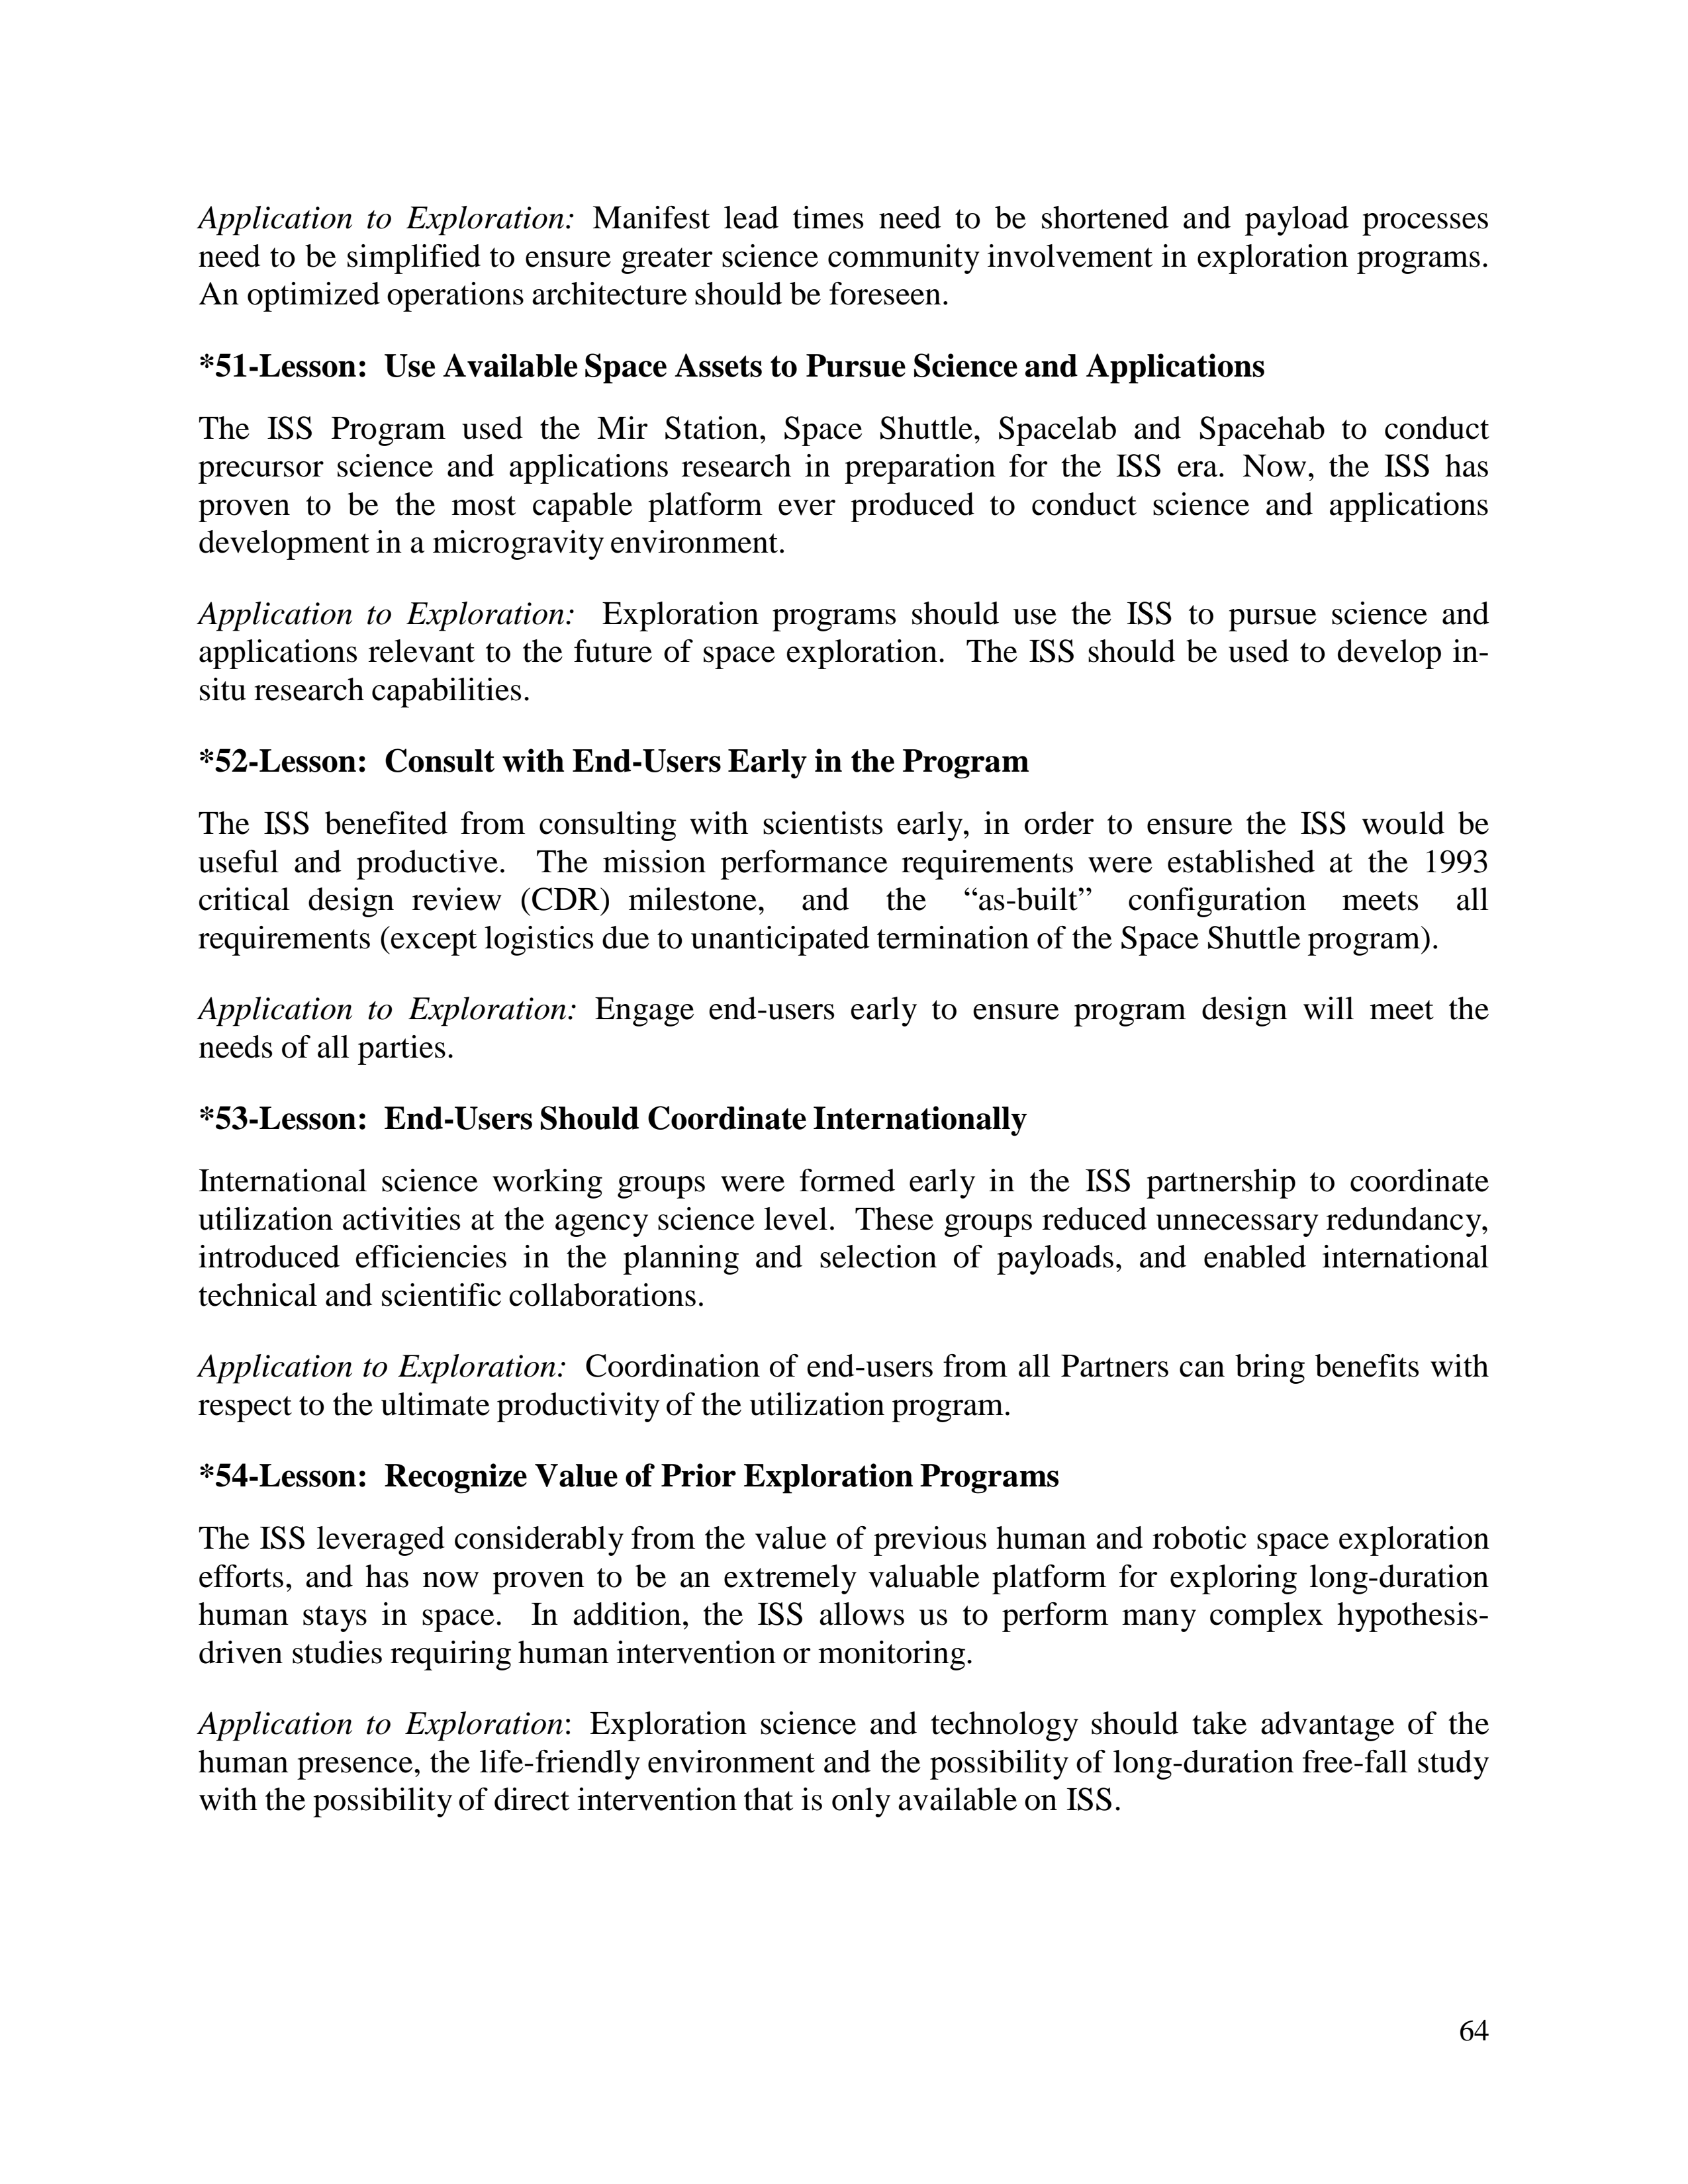 Application to Exploration: Manifest lead times need to be shortened and payload processes
need to be simplified to ensure greater science community involvement in exploration programs.
An optimized operations architecture should be foreseen.
*51-Lesson: Use Available Space Assets to Pursue Science and Applications
The ISS Program used the Mir Station, Space Shuttle, Spacelab and Spacehab to conduct
precursor science and applications research in preparation for the ISS era. Now, the ISS has
proven to be the most capable platform ever produced to conduct science and applications
development in a microgravity environment.
Application to Exploration: Exploration programs should use the ISS to pursue science and
applications relevant to the future of space exploration. The ISS should be used to develop in-
situ research capabilities.
*52-Lesson: Consult with End-Users Early in the Program
The ISS benefited from consulting with scientists early, in order to ensure the ISS would be
useful and productive. The mission performance requirements were established at the 1993
critical design review (CDR) milestone, and the “as-built” configuration meets all
requirements (except logistics due to unanticipated termination of the Space Shuttle program).
Application to Exploration: Engage end-users early to ensure program design will meet the
needs of all parties.
*53-Lesson: End-Users Should Coordinate Internationally
International science working groups were formed early in the ISS partnership to coordinate
utilization activities at the agency science level. These groups reduced unnecessary redundancy,
introduced efficiencies in the planning and selection of payloads, and enabled international
technical and scientific collaborations.
Application to Exploration: Coordination of end-users from all Partners can bring benefits with
respect to the ultimate productivity of the utilization program.
*54-Lesson: Recognize Value of Prior Exploration Programs
The ISS leveraged considerably from the value of previous human and robotic space exploration
efforts, and has now proven to be an extremely valuable platform for exploring long-duration
human stays in space. In addition, the ISS allows us to perform many complex hypothesis-
driven studies requiring human intervention or monitoring.
Application to Exploration: Exploration science and technology should take advantage of the
human presence, the life-friendly environment and the possibility of long-duration free-fall study
with the possibility of direct intervention that is only available on ISS.
64